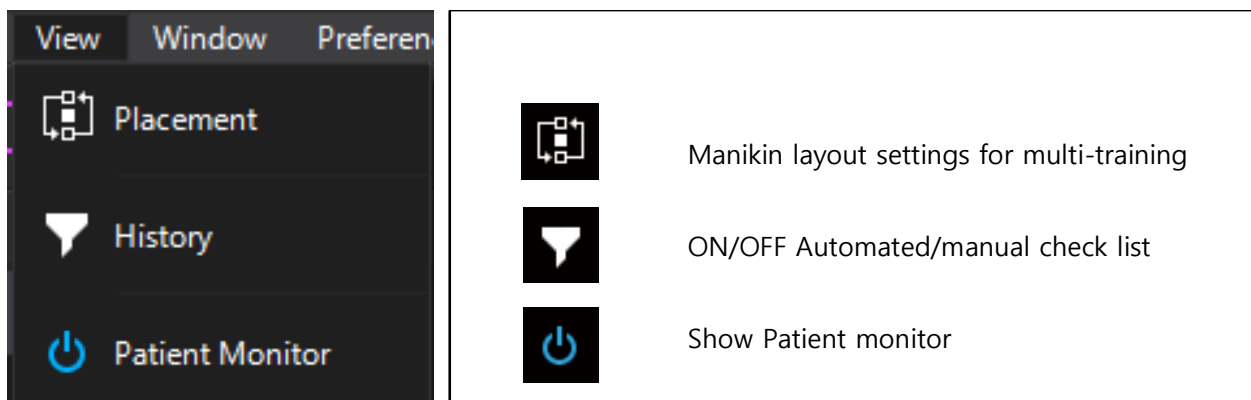 View Window Preferen
Placement
History
Patient Monitor
Manikin layout settings for multi-training
ON/OFF Automated/manual check list
Show Patient monitor